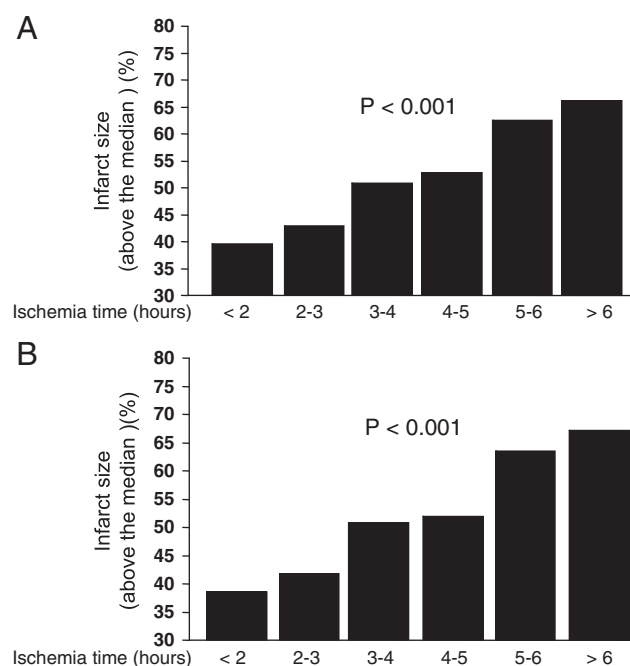 A
Infarct size
(above the median ) (%)
80
75
70
65
60
55
50
45
40
35
30
P < 0.001
Ischemia time (hours) < 2 2-3 3-4 4-5 5-6 > 6
B
Infarct size
(above the median )(%)
80
75
70
65
60
55
50
45
40
35
30
P < 0.001
Ischemia time (hours) < 2 2-3 3-4 4-5 5-6 > 6